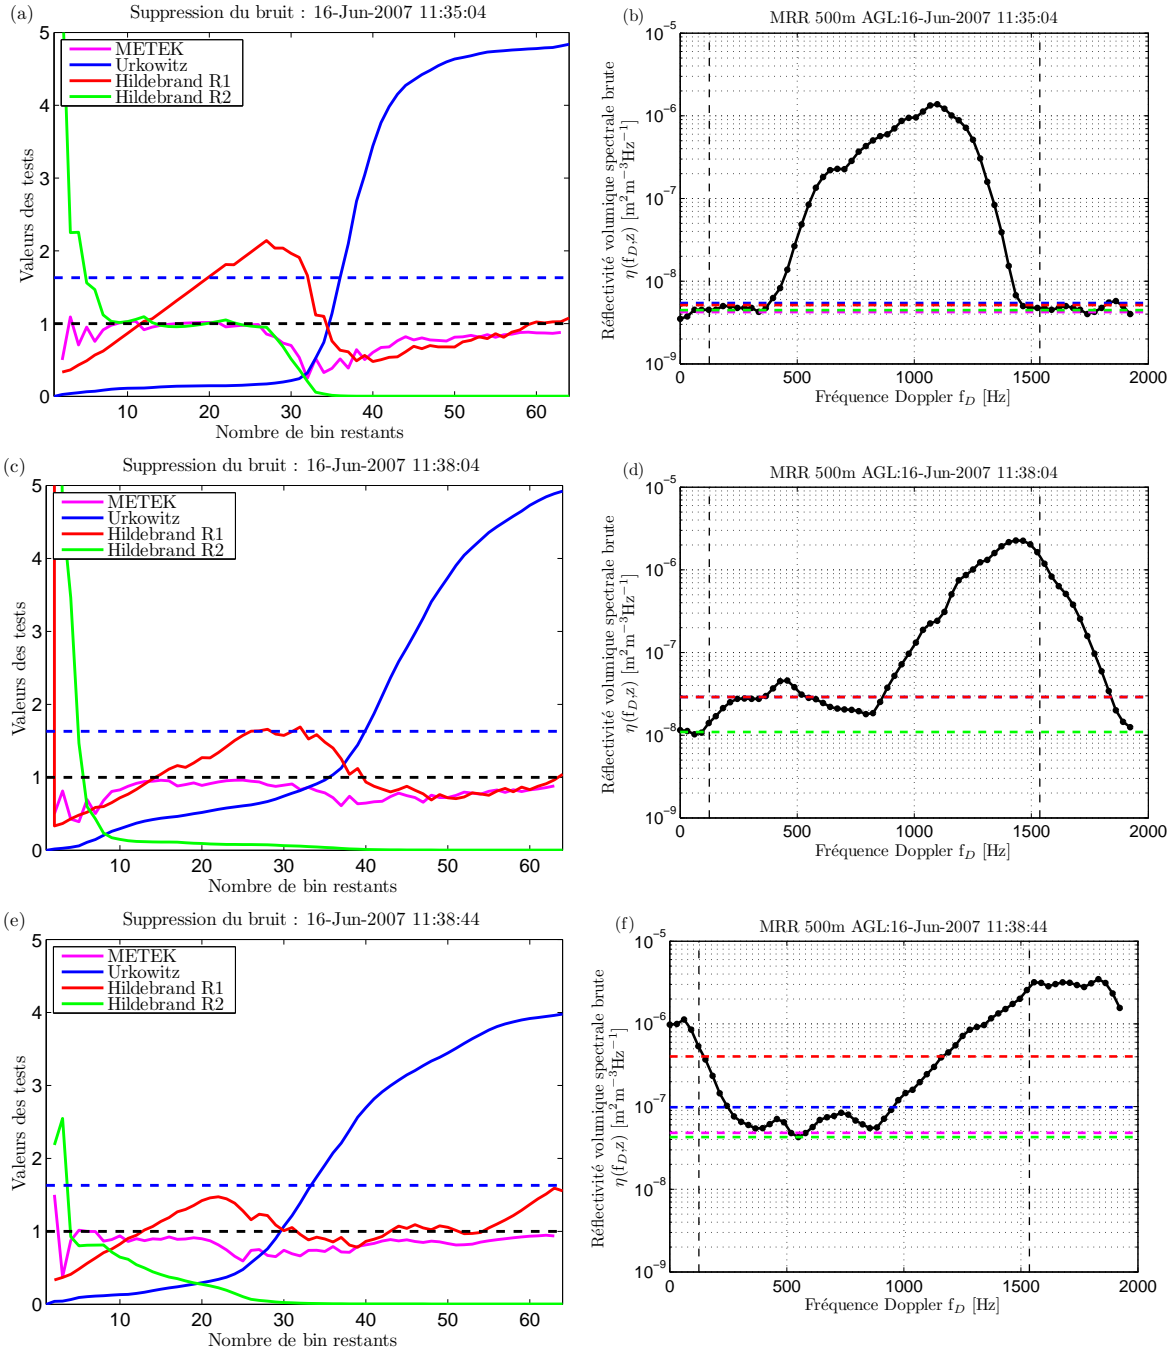 (a)
Suppression du bruit : 16-Jun-2007 11:35:04
Valeurs des tests
5
4
3
2
1
0
METEK
Urkowitz
Hildebrand R1
Hildebrand R2
10 20 30 40 50 60
Nombre de bin restants
(b)
MRR 500m AGL:16-Jun-2007 11:35:04
Réflectivité volumique spectrale brute
η(f_D,z) [m²m⁻³Hz⁻¹]
10⁻⁵
10⁻⁶
10⁻⁷
10⁻⁸
10⁻⁹
0 500 1000 1500 2000
Fréquence Doppler f_D [Hz]
(c)
Suppression du bruit : 16-Jun-2007 11:38:04
Valeurs des tests
5
4
3
2
1
0
METEK
Urkowitz
Hildebrand R1
Hildebrand R2
10 20 30 40 50 60
Nombre de bin restants
(d)
MRR 500m AGL:16-Jun-2007 11:38:04
Réflectivité volumique spectrale brute
η(f_D,z) [m²m⁻³Hz⁻¹]
10⁻⁵
10⁻⁶
10⁻⁷
10⁻⁸
10⁻⁹
0 500 1000 1500 2000
Fréquence Doppler f_D [Hz]
(e)
Suppression du bruit : 16-Jun-2007 11:38:44
Valeurs des tests
5
4
3
2
1
0
METEK
Urkowitz
Hildebrand R1
Hildebrand R2
10 20 30 40 50 60
Nombre de bin restants
(f)
MRR 500m AGL:16-Jun-2007 11:38:44
Réflectivité volumique spectrale brute
η(f_D,z) [m²m⁻³Hz⁻¹]
10⁻⁵
10⁻⁶
10⁻⁷
10⁻⁸
10⁻⁹
0 500 1000 1500 2000
Fréquence Doppler f_D [Hz]